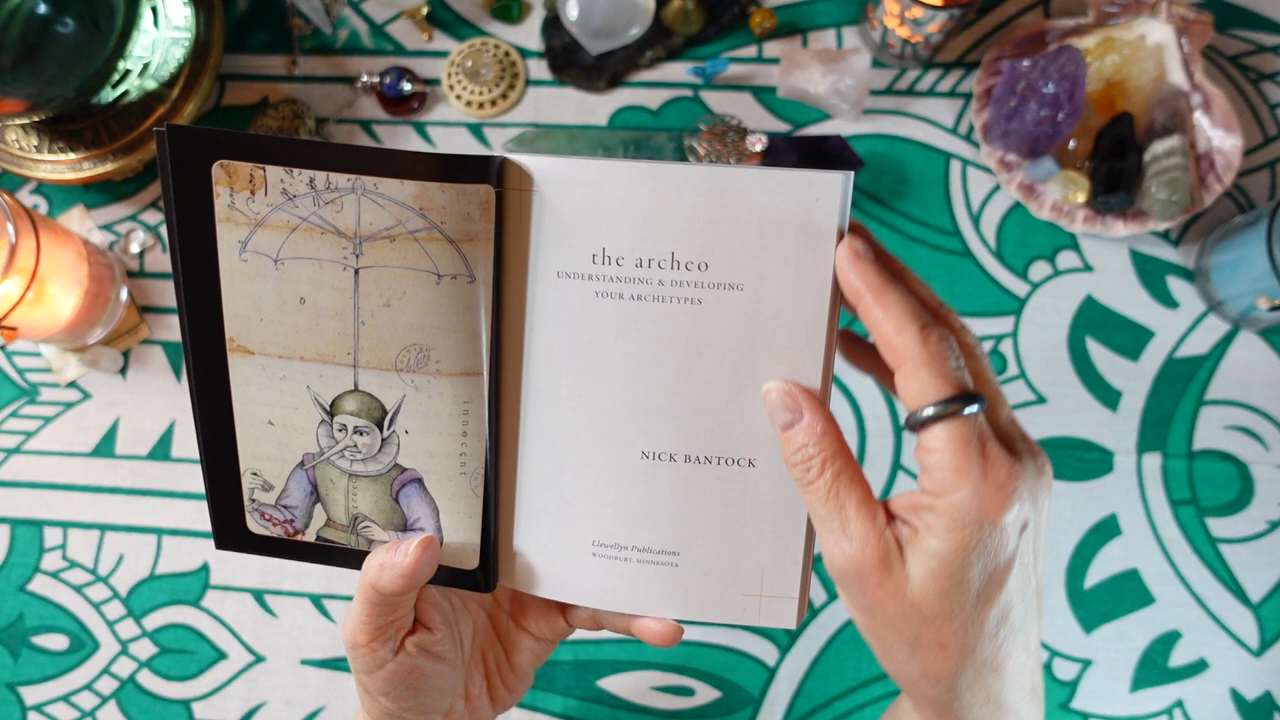 innocent
the archeo
UNDERSTANDING & DEVELOPING
YOUR ARCHETYPES
NICK BANTOCK
Llewellyn Publications
WOODBURY, MINNESOTA